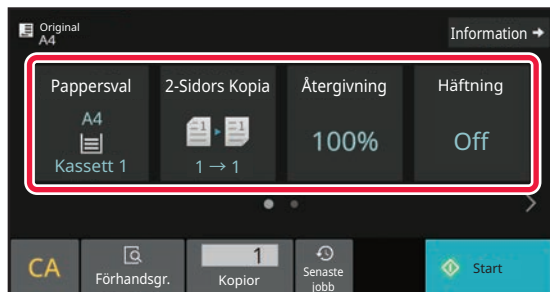 Original
A4
Information
Pappersval
2-Sidors Kopia
Återgivning
Häftning
A4
Kassett 1
1 → 1
100%
Off
CA
Förhandsgr.
1
Kopior
Senaste
jobb
Start